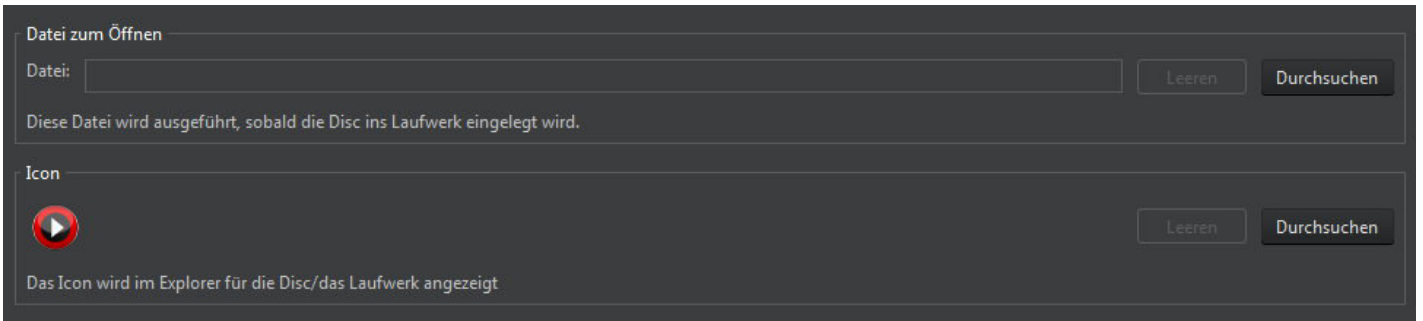 Datei zum Öffnen
Datei: Leeren Durchsuchen
Diese Datei wird ausgeführt, sobald die Disc ins Laufwerk eingelegt wird.
Icon
Leeren Durchsuchen
Das Icon wird im Explorer für die Disc/das Laufwerk angezeigt